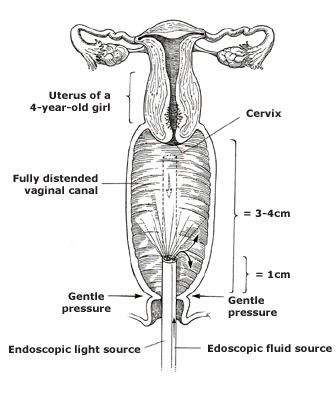 Uterus of a
4-year-old girl
Cervix
Fully distended
vaginal canal
= 3-4cm
= 1cm
Gentle
pressure
Gentle
pressure
Endoscopic light source
Edoscopic fluid source